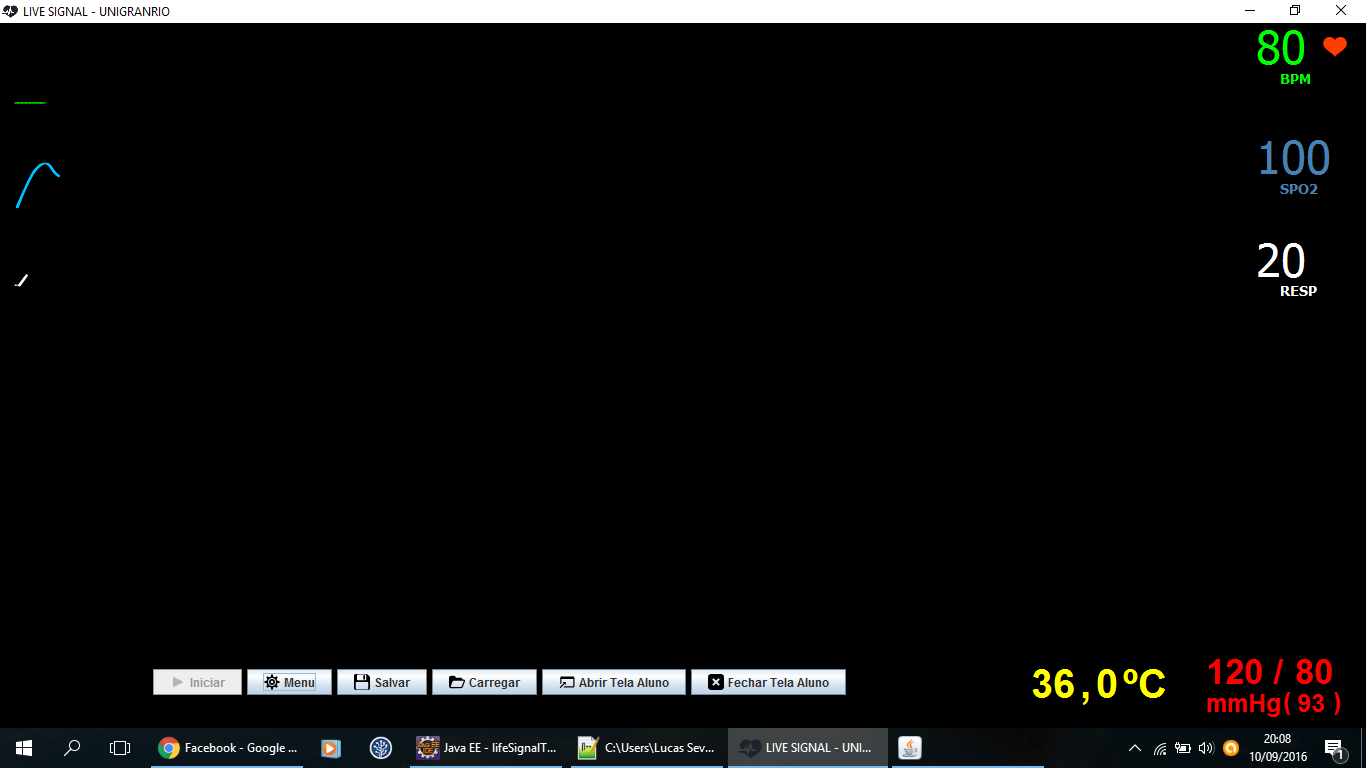 LIVE SIGNAL - UNIGRANRIO
80
BPM
100
SPO2
20
RESP
Iniciar
Menu
Salvar
Carregar
Abrir Tela Aluno
Fechar Tela Aluno
36,0ºC
120 / 80
mmHg( 93 )
Facebook - Google ...
Java EE - lifeSignalT...
C:\Users\Lucas Sev...
LIVE SIGNAL - UNI...
20:08
10/09/2016
1